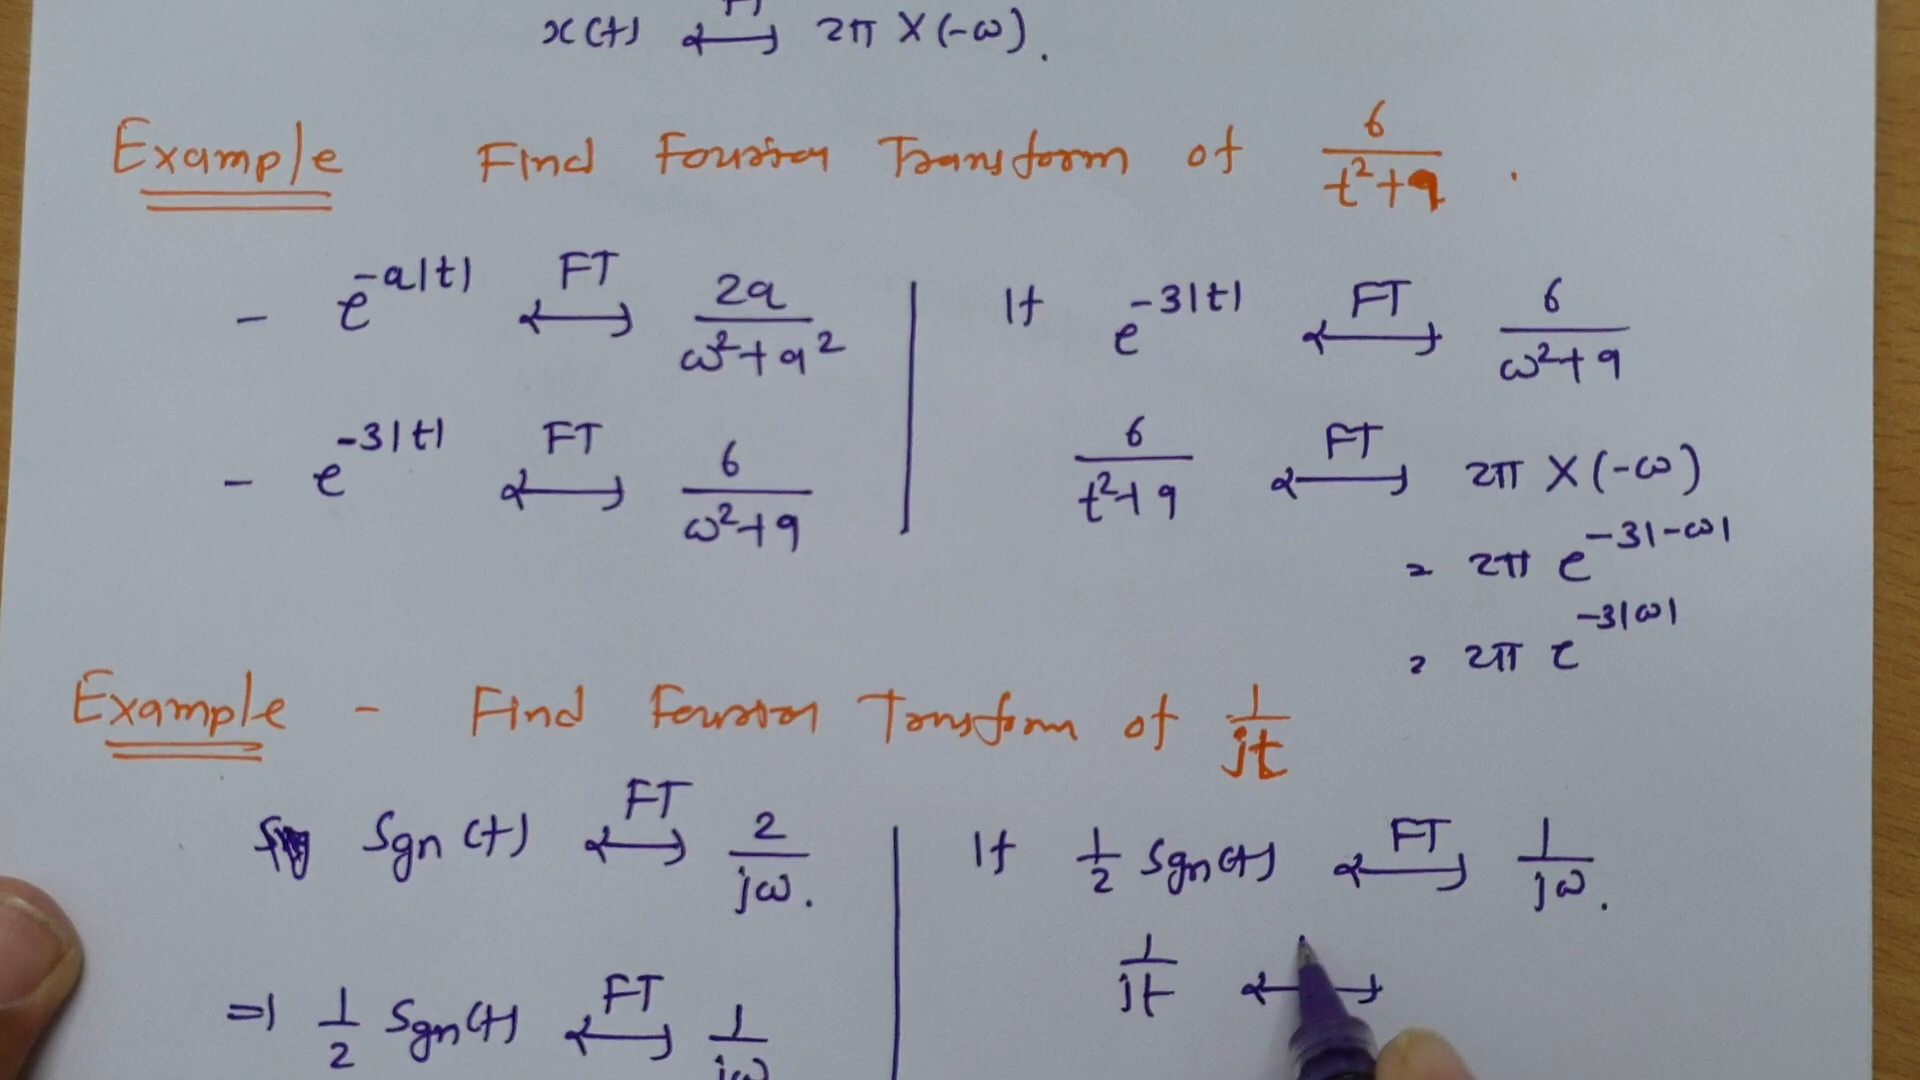 x(t) ⟷ 2π X(-ω).
Example Find Fourier Transform of 6/(t²+9).
- e^(-a|t|) ⟷FT 2a/(ω²+a²)
- e^(-3|t|) ⟷FT 6/(ω²+9)
If e^(-3|t|) ⟷FT 6/(ω²+9)
6/(t²+9) ⟷FT 2π X(-ω)
= 2π e^(-3|-ω|)
= 2π e^(-3|ω|)
Example - Find Fourier Transform of 1/jt
Sgn(t) ⟷FT 2/jω.
⇒ 1/2 Sgn(t) ⟷FT 1/jω
If 1/2 Sgn(t) ⟷FT 1/jω.
1/jt ⟷